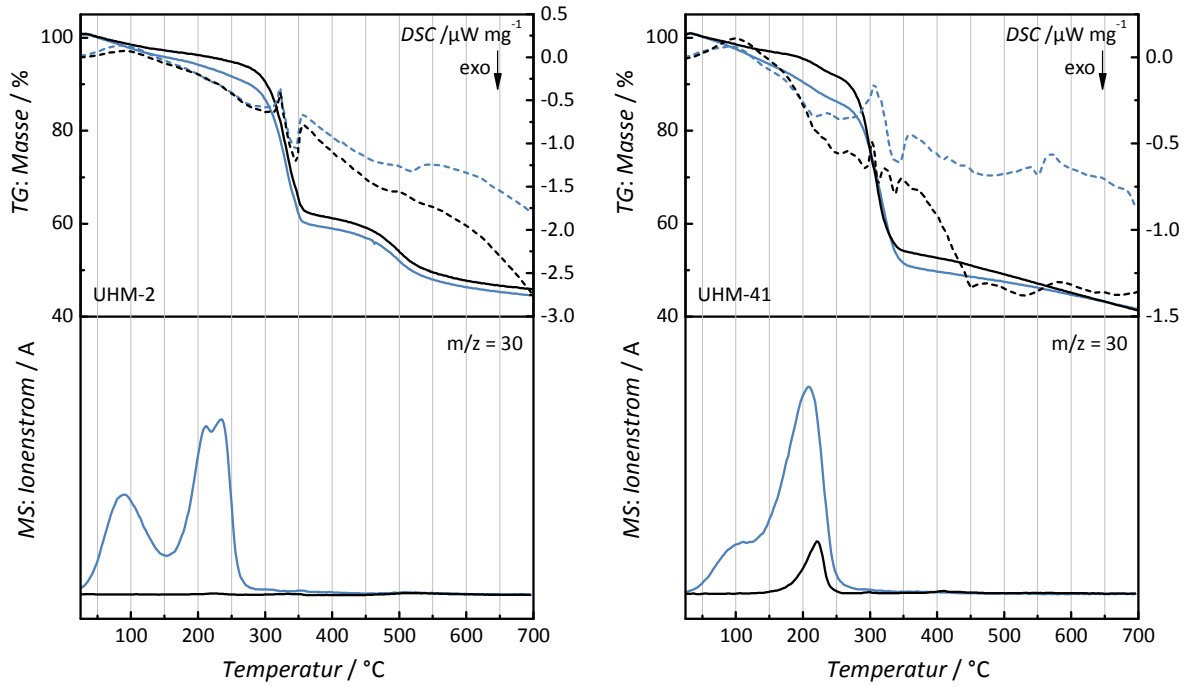 TG: Masse / %
100
80
60
40
DSC /µW mg⁻¹
exo
0.5
0.0
-0.5
-1.0
-1.5
-2.0
-2.5
-3.0
UHM-2
MS: Ionenstrom / A
m/z = 30
100 200 300 400 500 600 700
Temperatur / °C
TG: Masse / %
100
80
60
40
DSC /µW mg⁻¹
exo
0.0
-0.5
-1.0
-1.5
UHM-41
MS: Ionenstrom / A
m/z = 30
100 200 300 400 500 600 700
Temperatur / °C